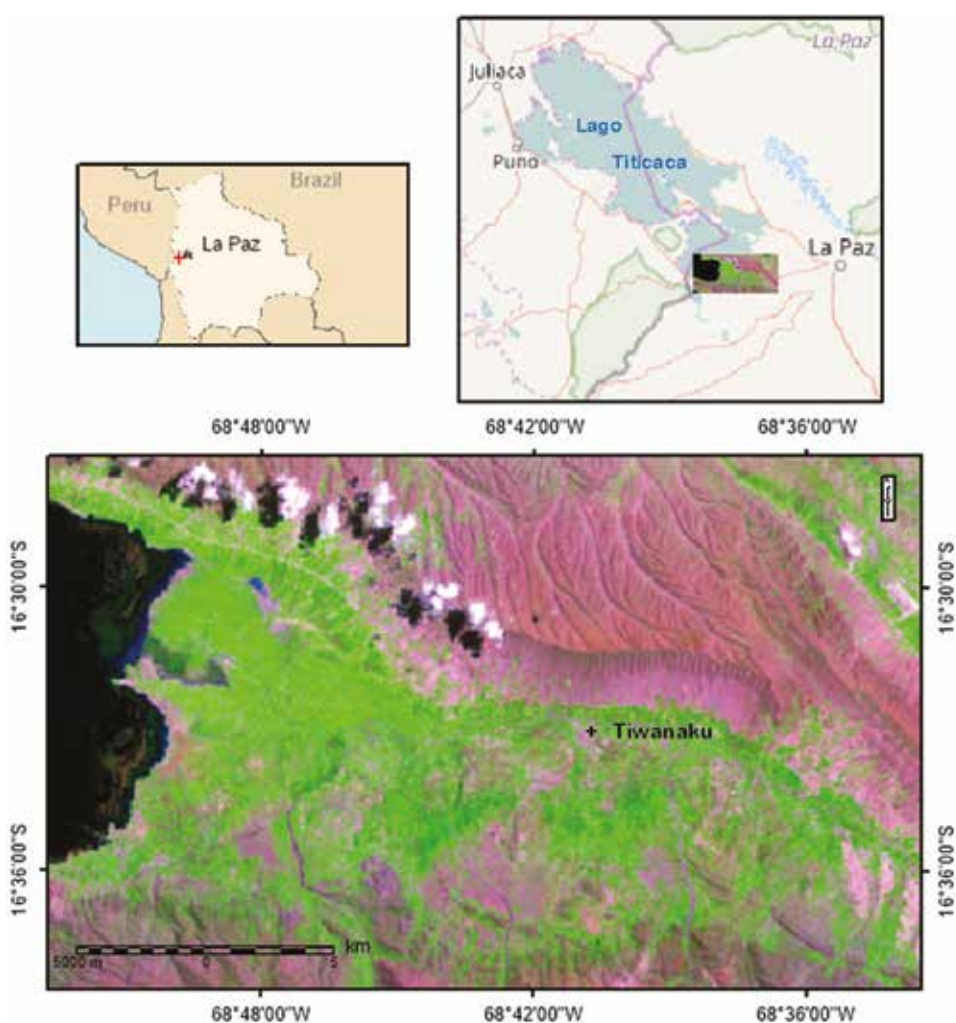 La Paz
Juliaca
Lago
Puno
Titicaca
La Paz
Brazil
Peru
La Paz
68°48'00"W
68°42'00"W
68°36'00"W
16°30'00"S
16°30'00"S
Tiwanaku
16°36'00"S
16°36'00"S
km
5000 m
0
5
68°48'00"W
68°42'00"W
68°36'00"W